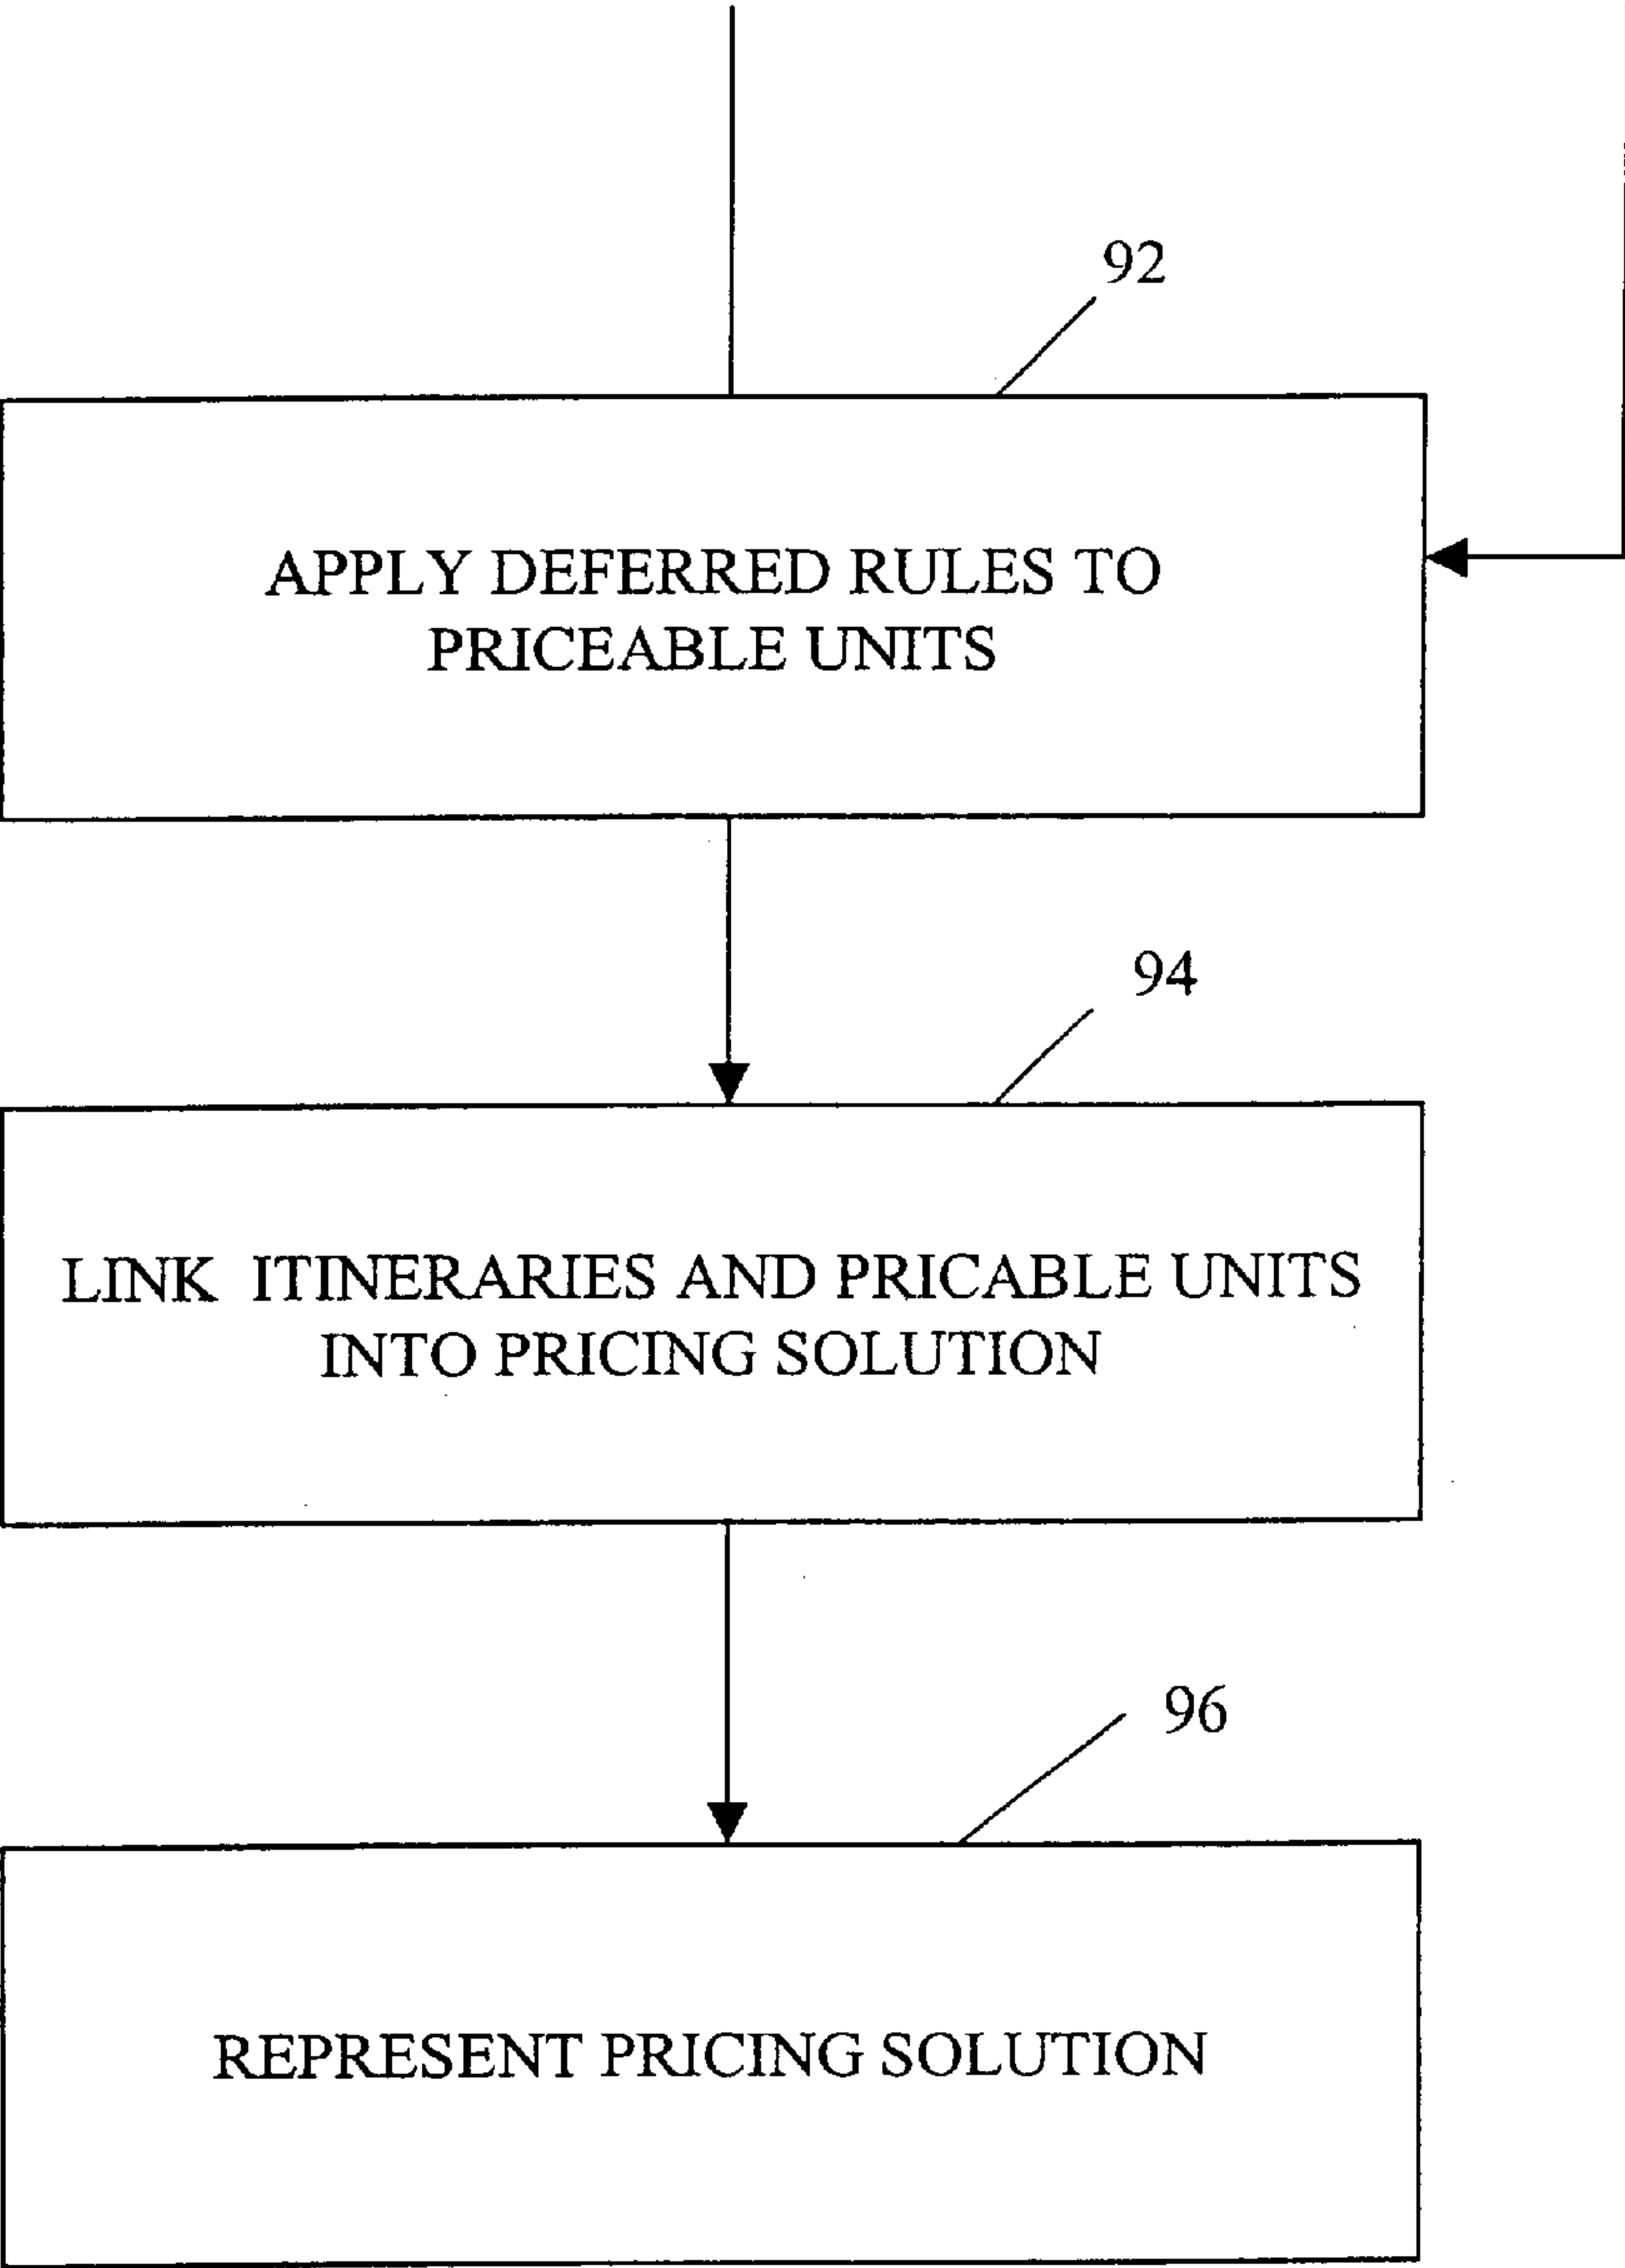 92
APPLY DEFERRED RULES TO
PRICEABLE UNITS
94
LINK ITINERARIES AND PRICABLE UNITS
INTO PRICING SOLUTION
96
REPRESENT PRICING SOLUTION